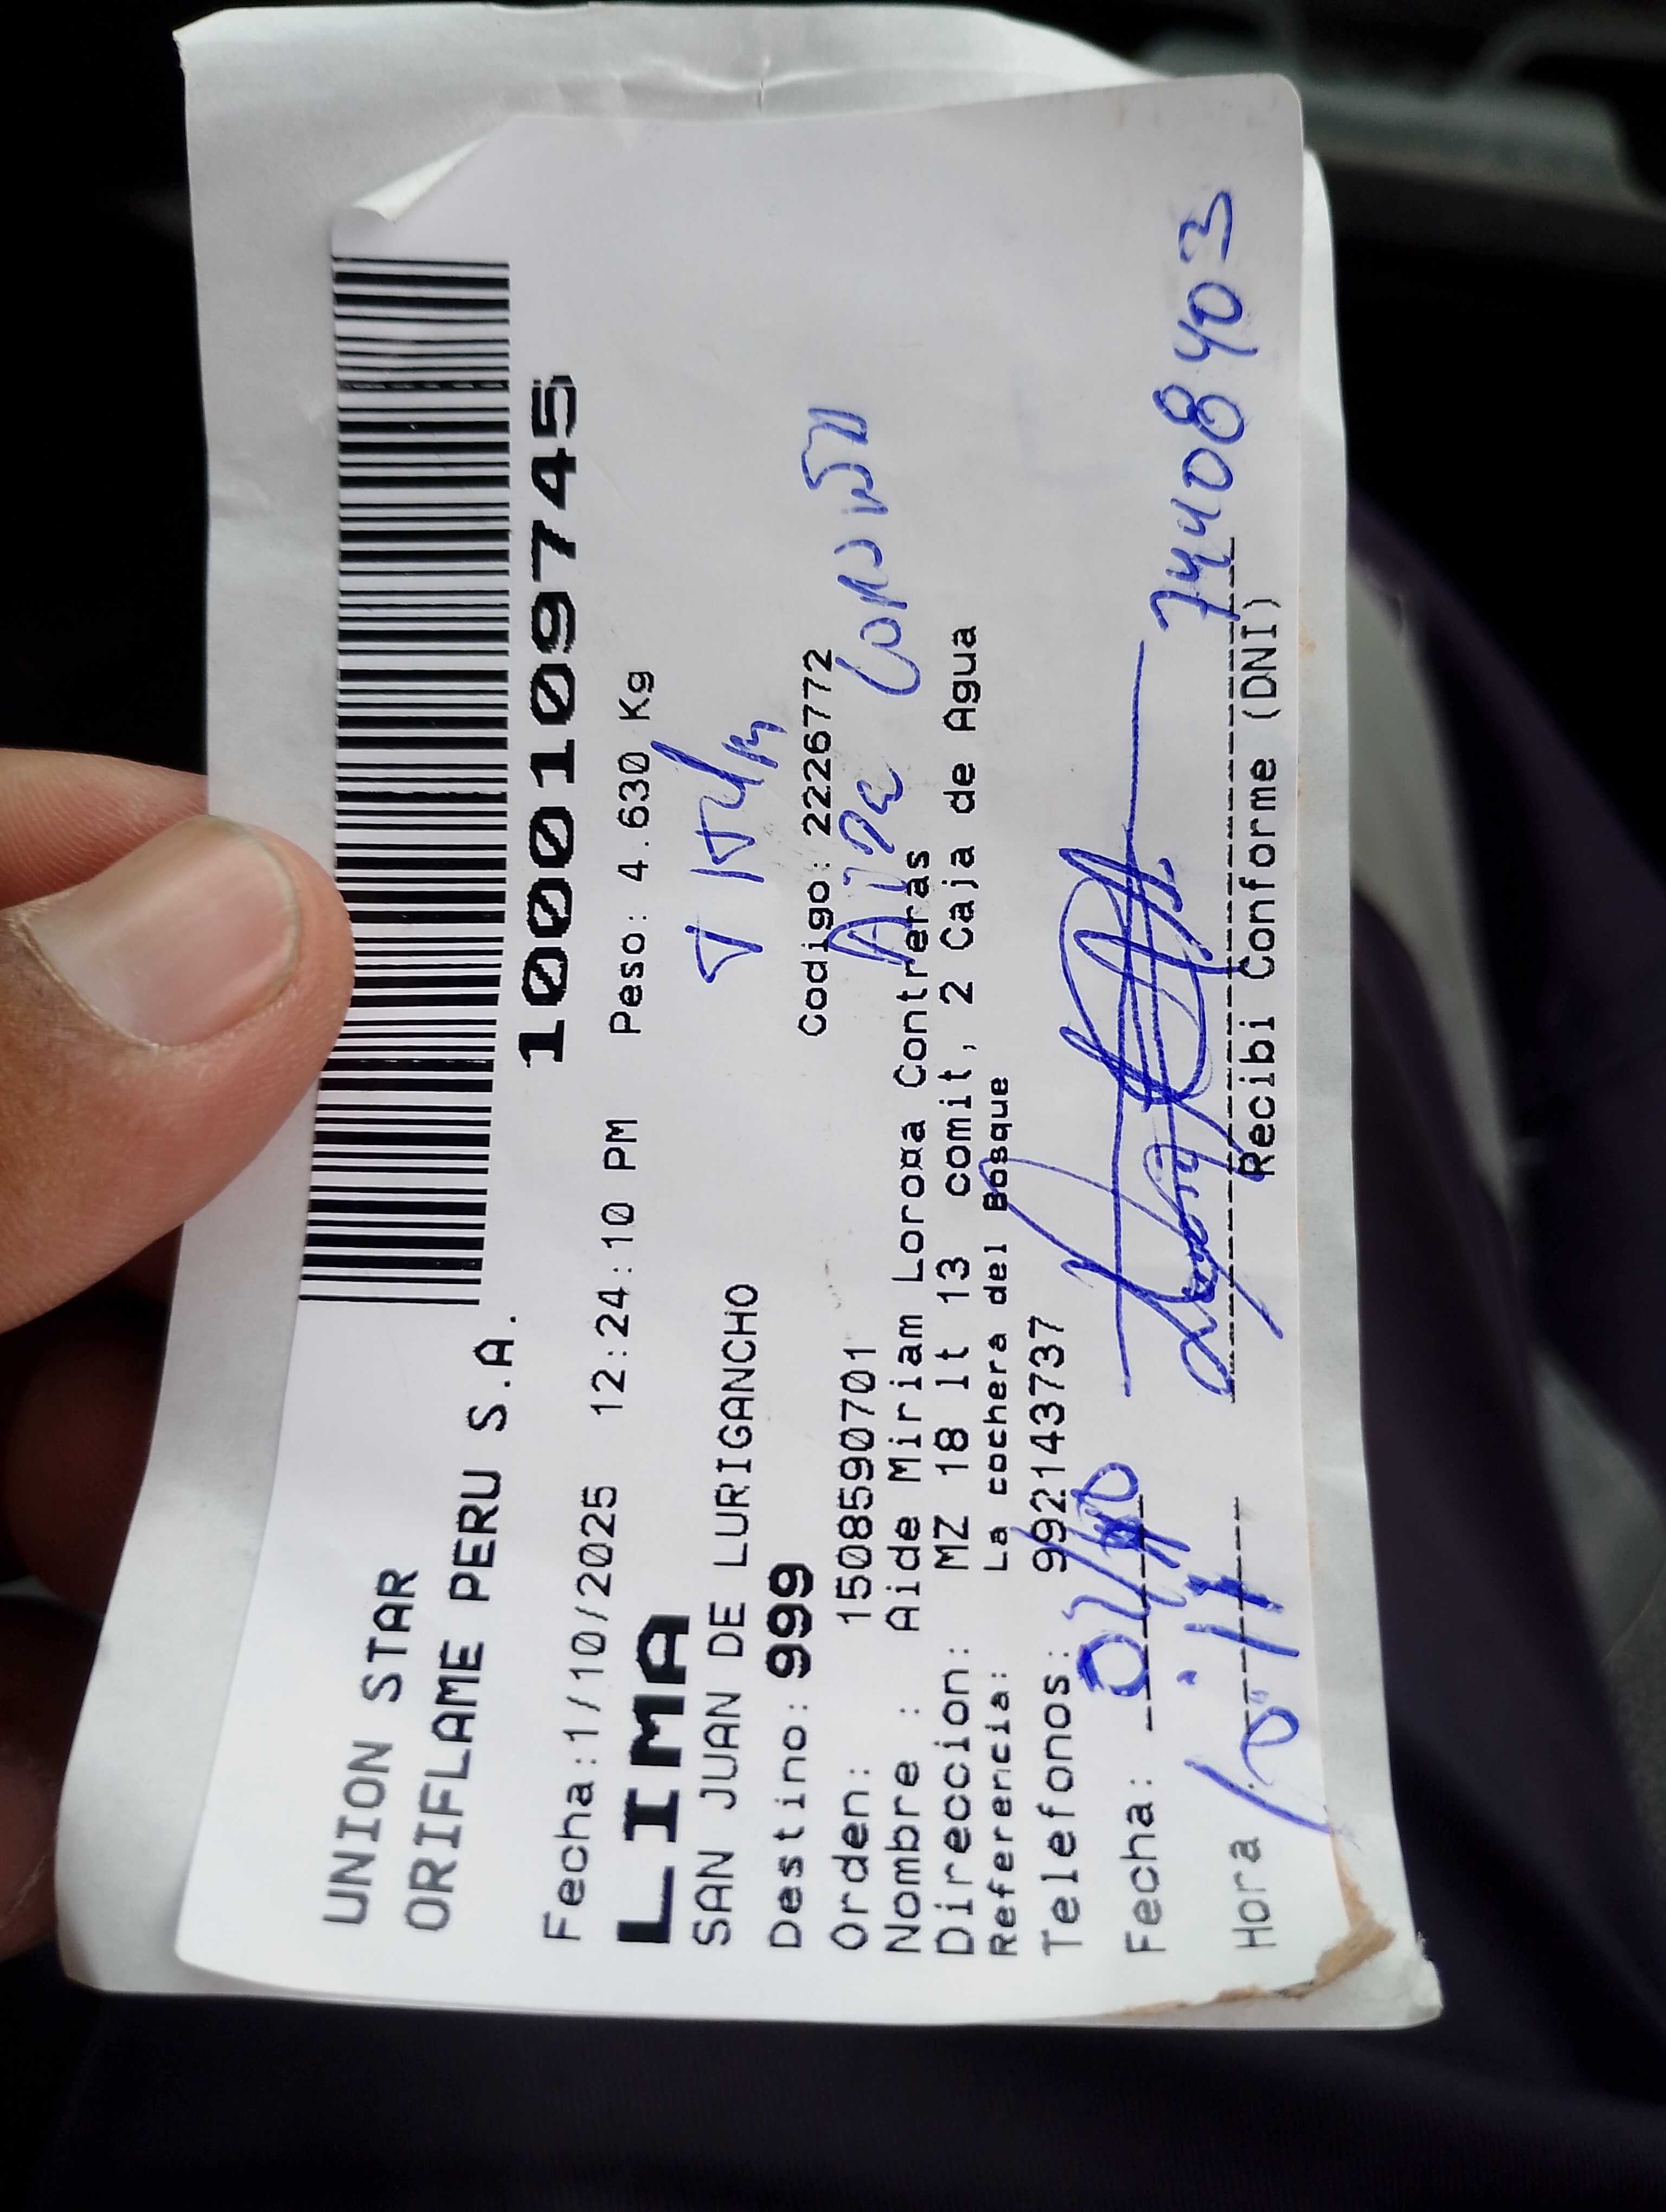 UNION STAR
ORIFLAME PERU S.A.
1000109745
Fecha:1/10/2025 12:24:10 PM Peso: 4.630 Kg
LIMA
SAN JUAN DE LURIGANCHO
Destino: 999 Codigo: 2226772
Orden: 1508590701
Nombre : Aide Miriam Loroña Contreras
Direccion: MZ 18 lt 13 comit, 2 Caja de Agua
Referencia: La cochera del Bosque
Telefonos: 992143737
Fecha:
74408403
Hora
Recibi Conforme (DNI)